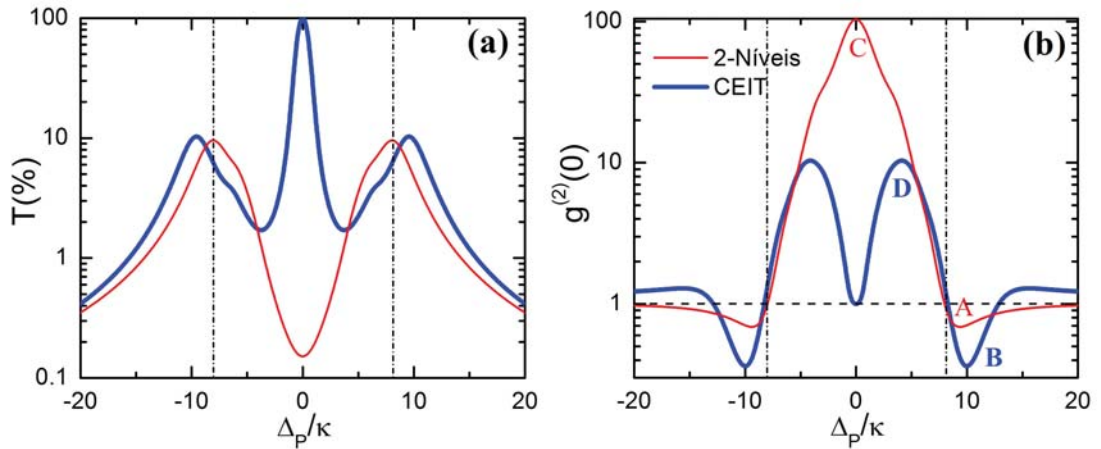 (a)
100
10
1
0.1
T(%)
-20 -10 0 10 20
Δ_P/κ
(b)
2-Níveis
CEIT
C
D
A
B
100
10
1
g^(2)(0)
-20 -10 0 10 20
Δ_P/κ